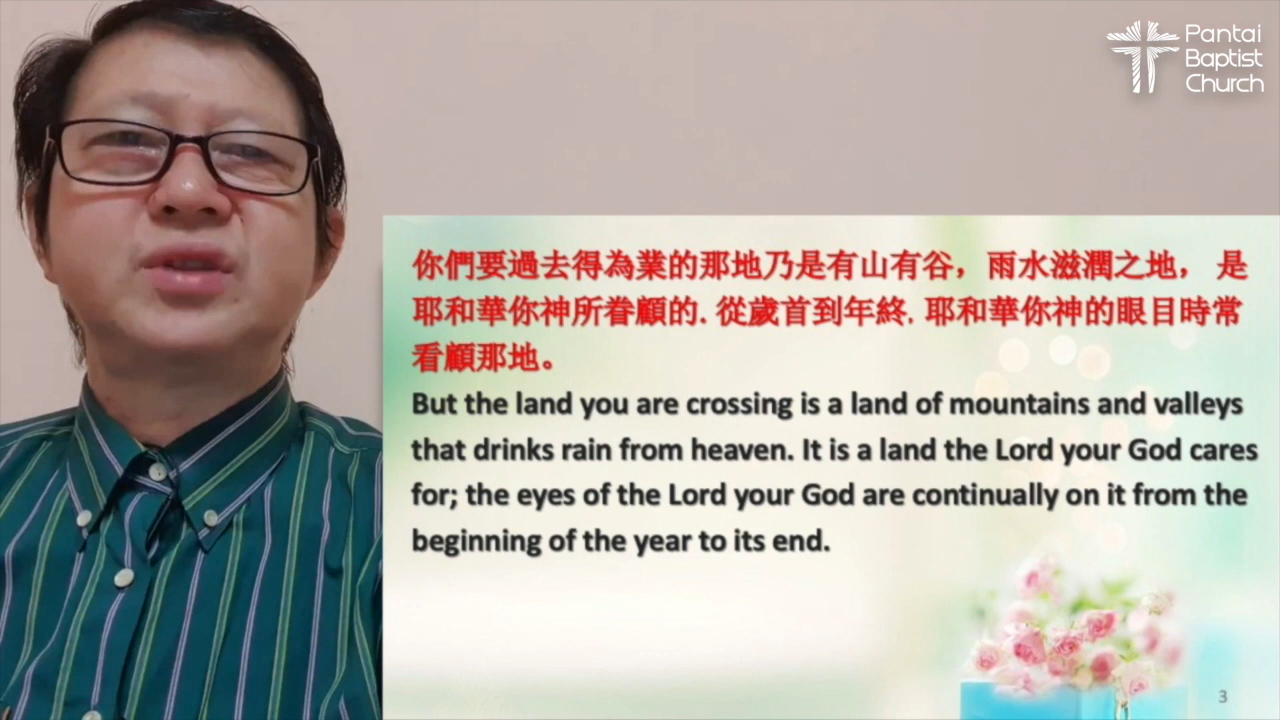 Pantai
Baptist
Church
你們要過去得為業的那地乃是有山有谷，雨水滋潤之地， 是
耶和華你神所眷顧的. 從歲首到年終. 耶和華你神的眼目時常
看顧那地。
But the land you are crossing is a land of mountains and valleys
that drinks rain from heaven. It is a land the Lord your God cares
for; the eyes of the Lord your God are continually on it from the
beginning of the year to its end.
3